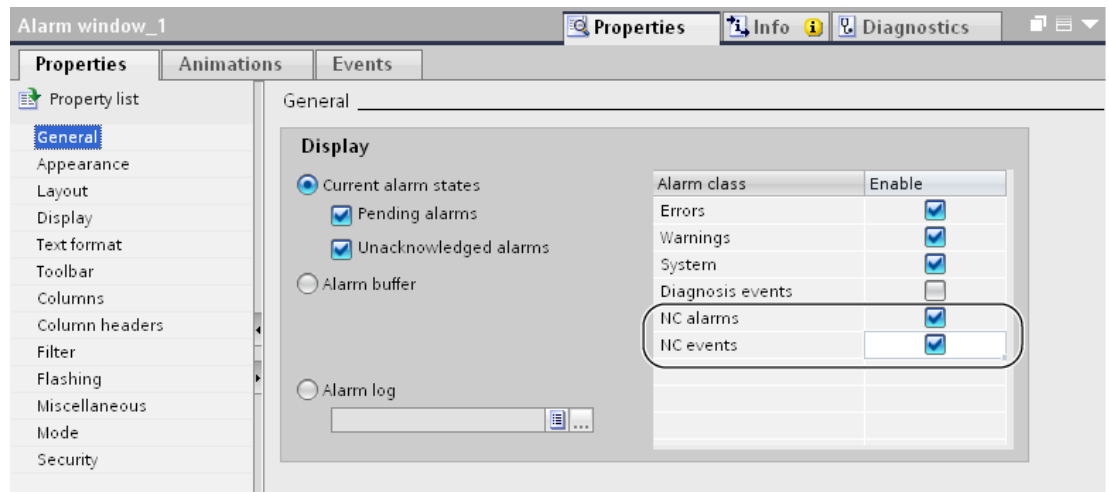 Alarm window_1
Properties
Info
Diagnostics
Properties
Animations
Events
Property list
General
Appearance
Layout
Display
Text format
Toolbar
Columns
Column headers
Filter
Flashing
Miscellaneous
Mode
Security
General
Display
Current alarm states
Pending alarms
Unacknowledged alarms
Alarm buffer
Alarm log
...
Alarm class Enable
Errors
Warnings
System
Diagnosis events
NC alarms
NC events